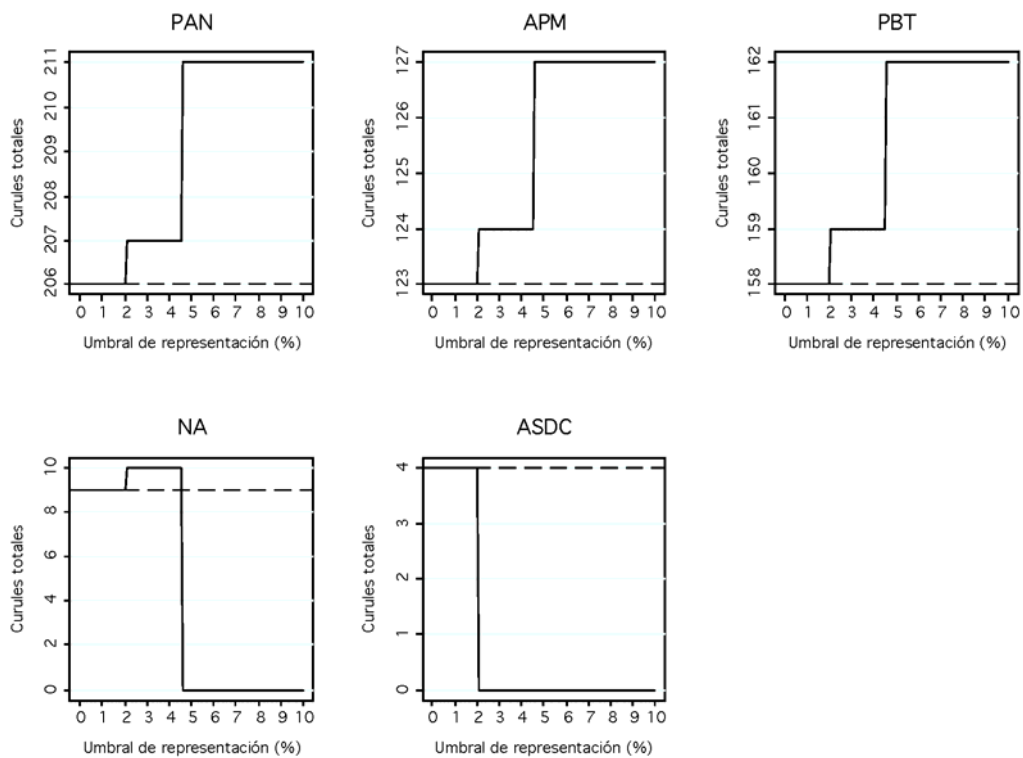 PAN
APM
PBT
Curules totales
206 207 208 209 210 211
Curules totales
123 124 125 126 127
Curules totales
158 159 160 161 162
0 1 2 3 4 5 6 7 8 9 10
0 1 2 3 4 5 6 7 8 9 10
0 1 2 3 4 5 6 7 8 9 10
Umbral de representación (%)
Umbral de representación (%)
Umbral de representación (%)
NA
ASDC
Curules totales
0 2 4 6 8 10
Curules totales
0 1 2 3 4
0 1 2 3 4 5 6 7 8 9 10
0 1 2 3 4 5 6 7 8 9 10
Umbral de representación (%)
Umbral de representación (%)